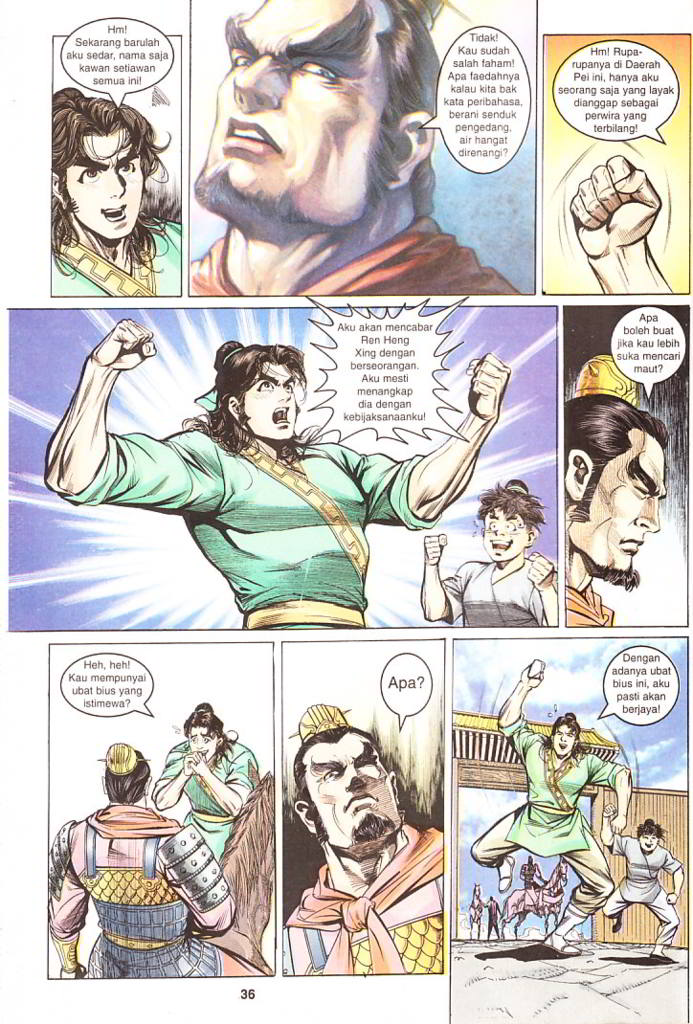 Hm!
Sekarang barulah
aku sedar, nama saja
kawan setiawan
semua ini!
Tidak!
Kau sudah
salah faham!
Apa faedahnya
kalau kita bak
kata peribahasa,
berani senduk
pengedang,
air hangat
direnangi?
Hm! Rupa-
rupanya di Daerah
Pei ini, hanya aku
seorang saja yang layak
dianggap sebagai
perwira yang
terbilang!
Aku akan mencabar
Ren Heng
Xing dengan
berseorangan.
Aku mesti
menangkap
dia dengan
kebijaksanaanku!
Apa
boleh buat
jika kau lebih
suka mencari
maut?
Heh, heh!
Kau mempunyai
ubat bius yang
istimewa?
Apa?
Dengan
adanya ubat
bius ini, aku
pasti akan
berjaya!
36